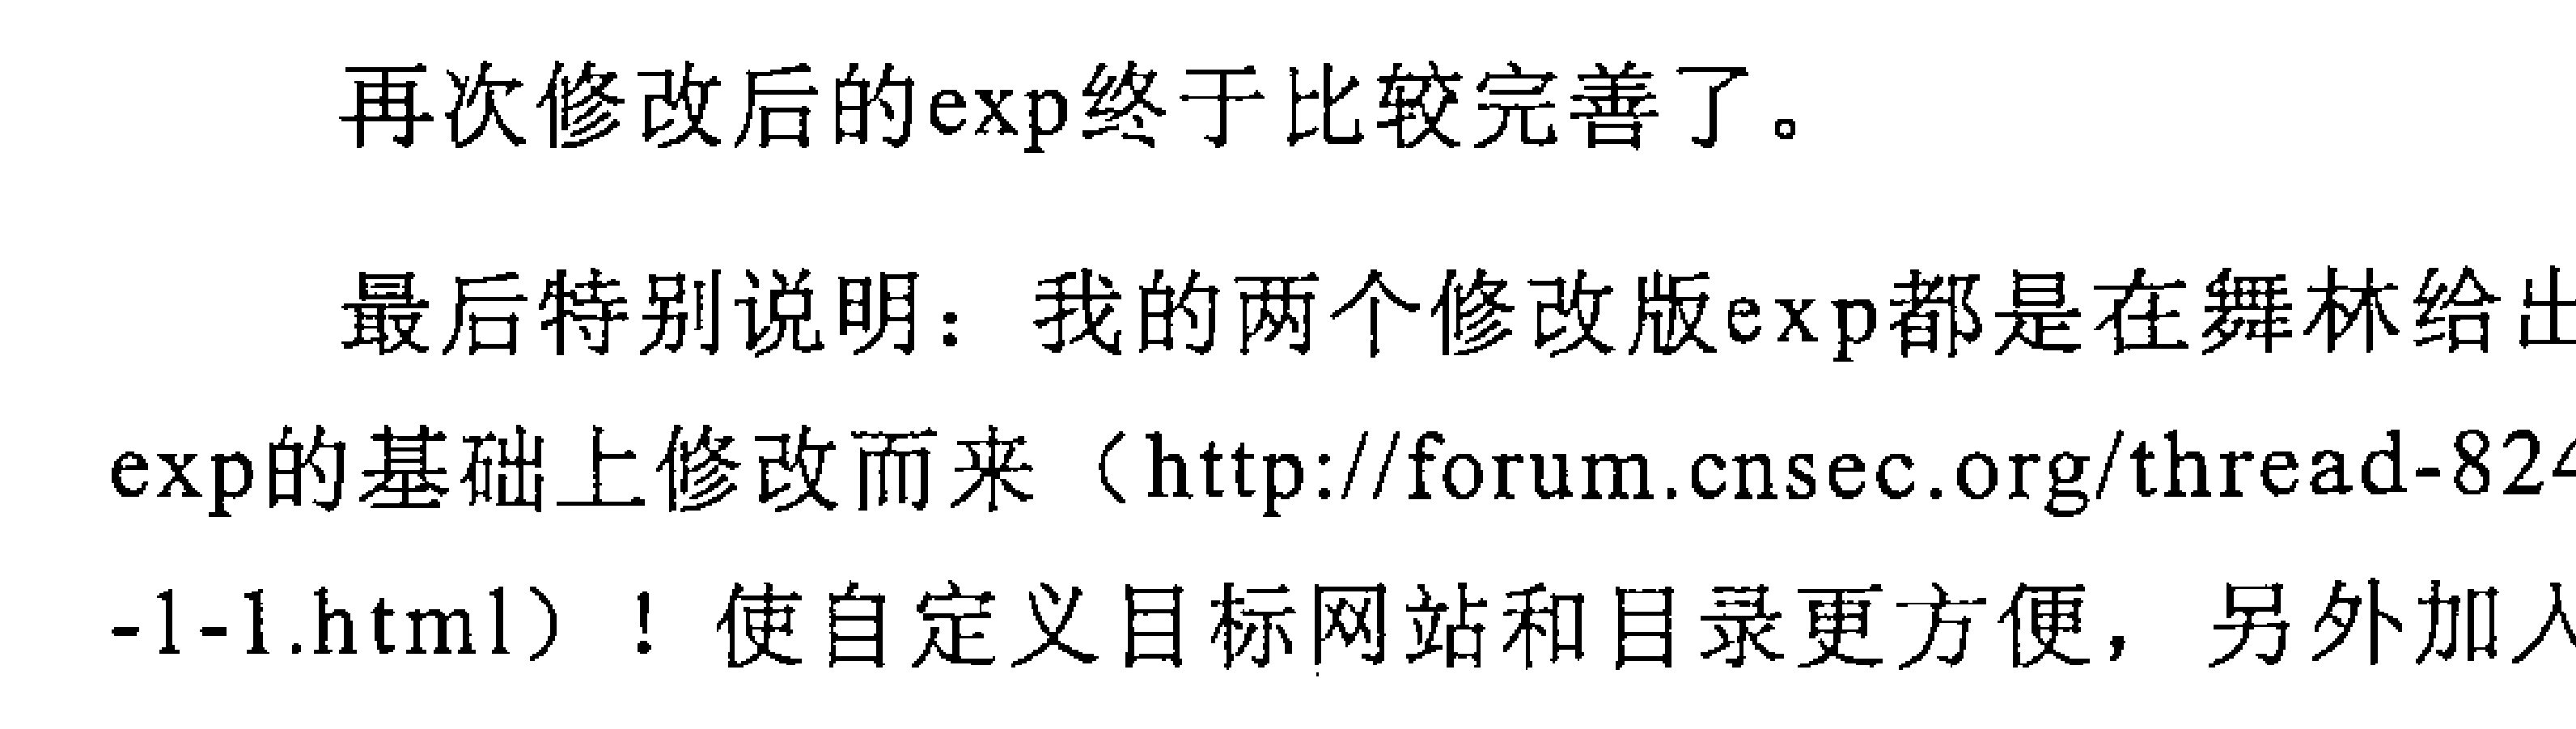 再次修改后的exp终于比较完善了。
最后特别说明：我的两个修改版exp都是在舞林给出
exp的基础上修改而来（http://forum.cnsec.org/thread-824
-1-1.html）！使自定义目标网站和目录更方便，另外加入